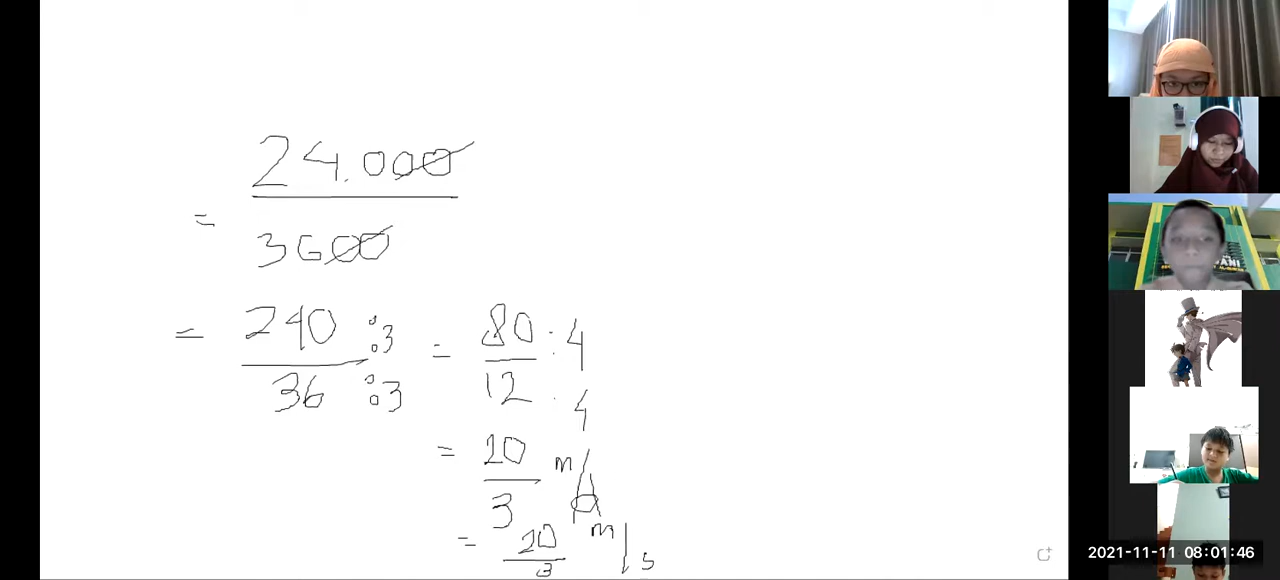 24.000
= 3600
= 240 :3 = 80 : 4
36 :3 12 : 4
= 20 m/
3
= 20 m/s
3
ANI
2021-11-11 08:01:46